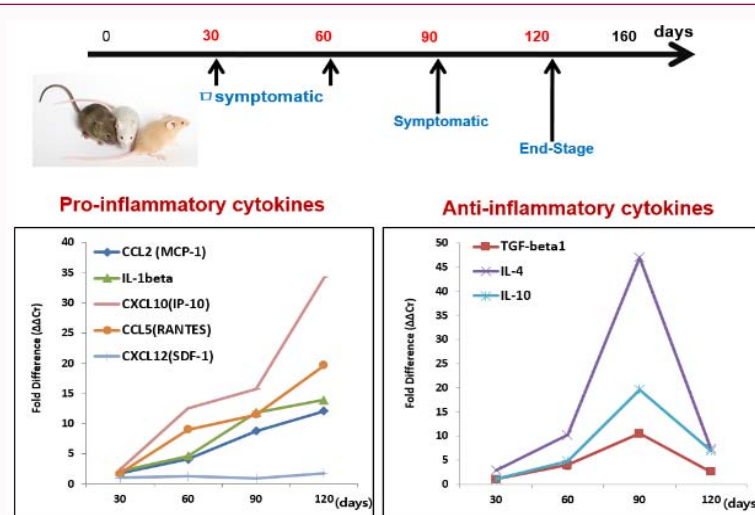 0 30 60 90 120 160 days
symptomatic
Symptomatic
End-Stage
Pro-inflammatory cytokines
40
35
30
25
20
15
10
5
0
Fold Difference (ΔΔCr)
CCL2 (MCP-1)
IL-1beta
CXCL10(IP-10)
CCL5(RANTES)
CXCL12(SDF-1)
30 60 90 120 (days)
Anti-inflammatory cytokines
50
45
40
35
30
25
20
15
10
5
0
Fold Difference (ΔΔCr)
TGF-beta1
IL-4
IL-10
30 60 90 120 (days)